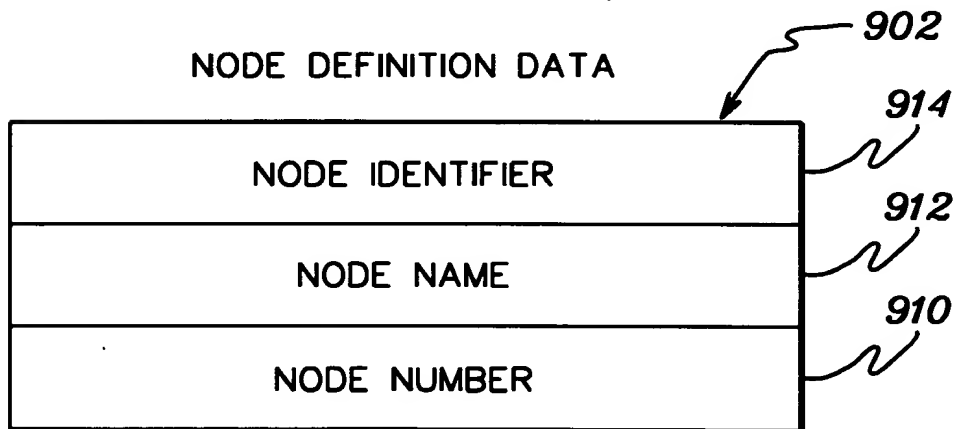 902
NODE DEFINITION DATA
914
NODE IDENTIFIER
912
NODE NAME
910
NODE NUMBER